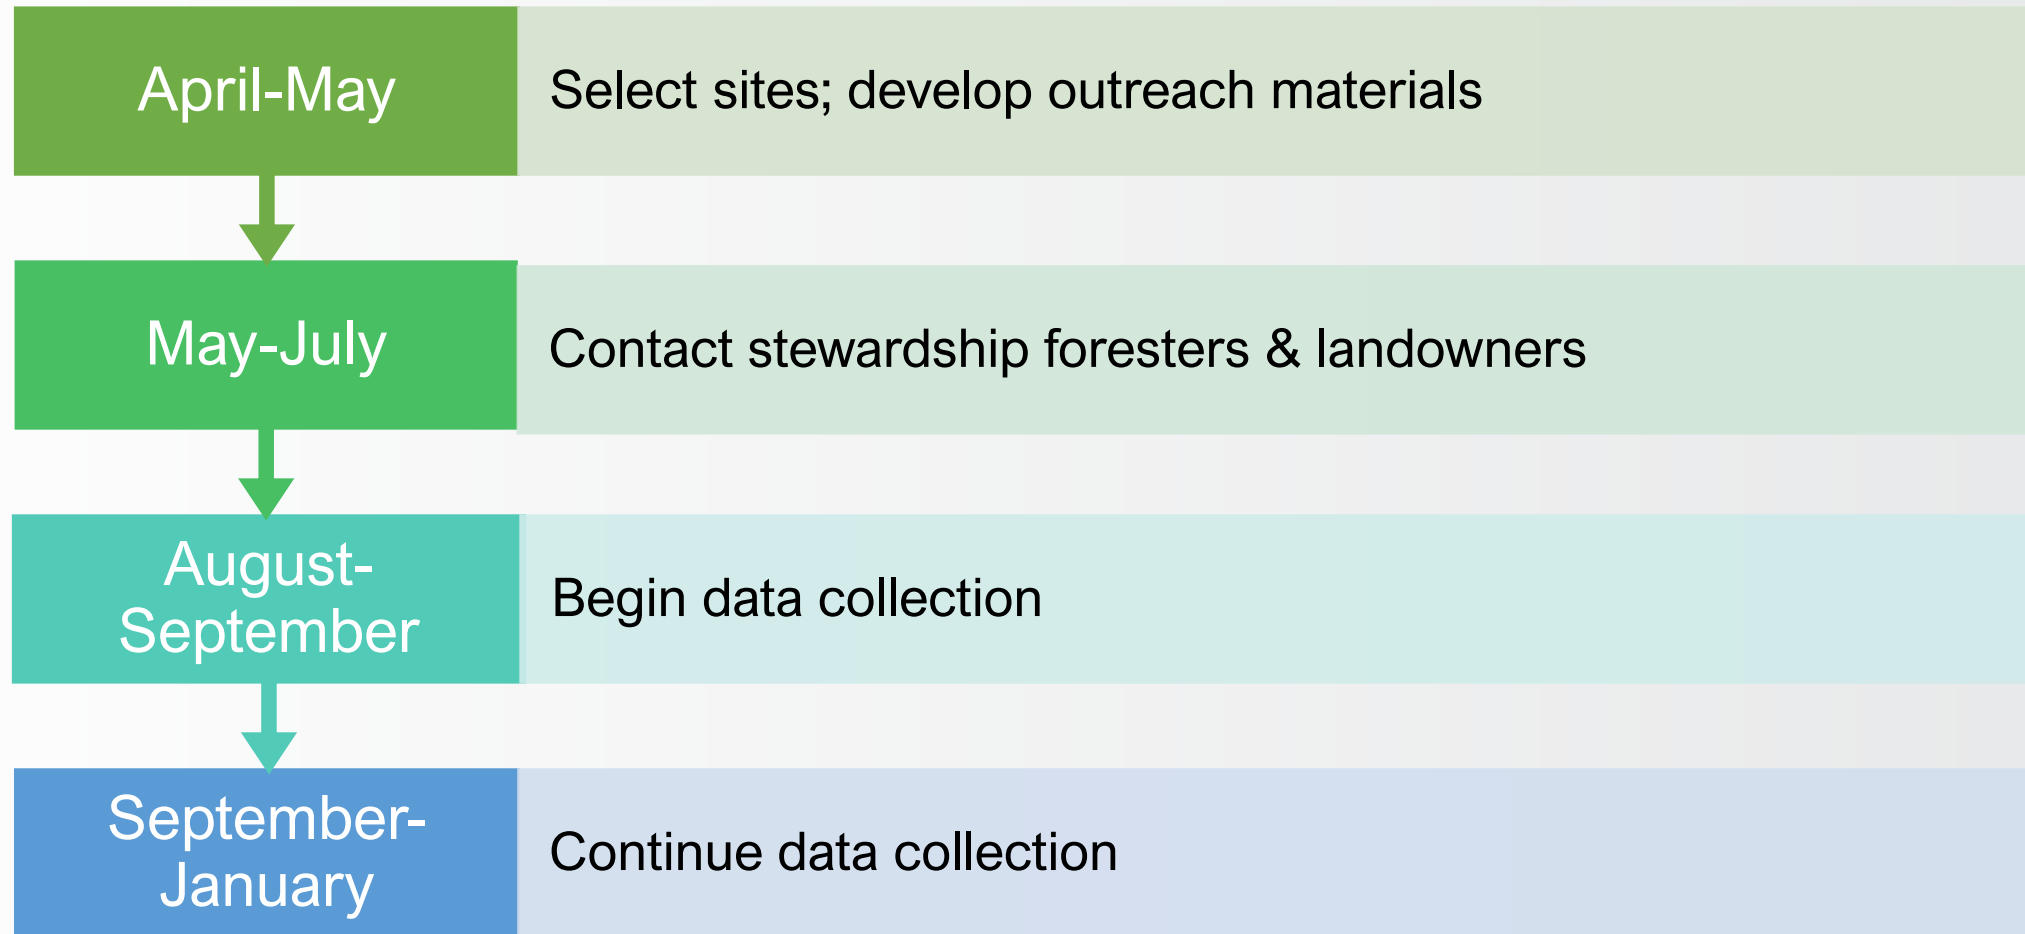 April-May
Select sites; develop outreach materials
May-July
Contact stewardship foresters & landowners
August-
September
Begin data collection
September-
January
Continue data collection